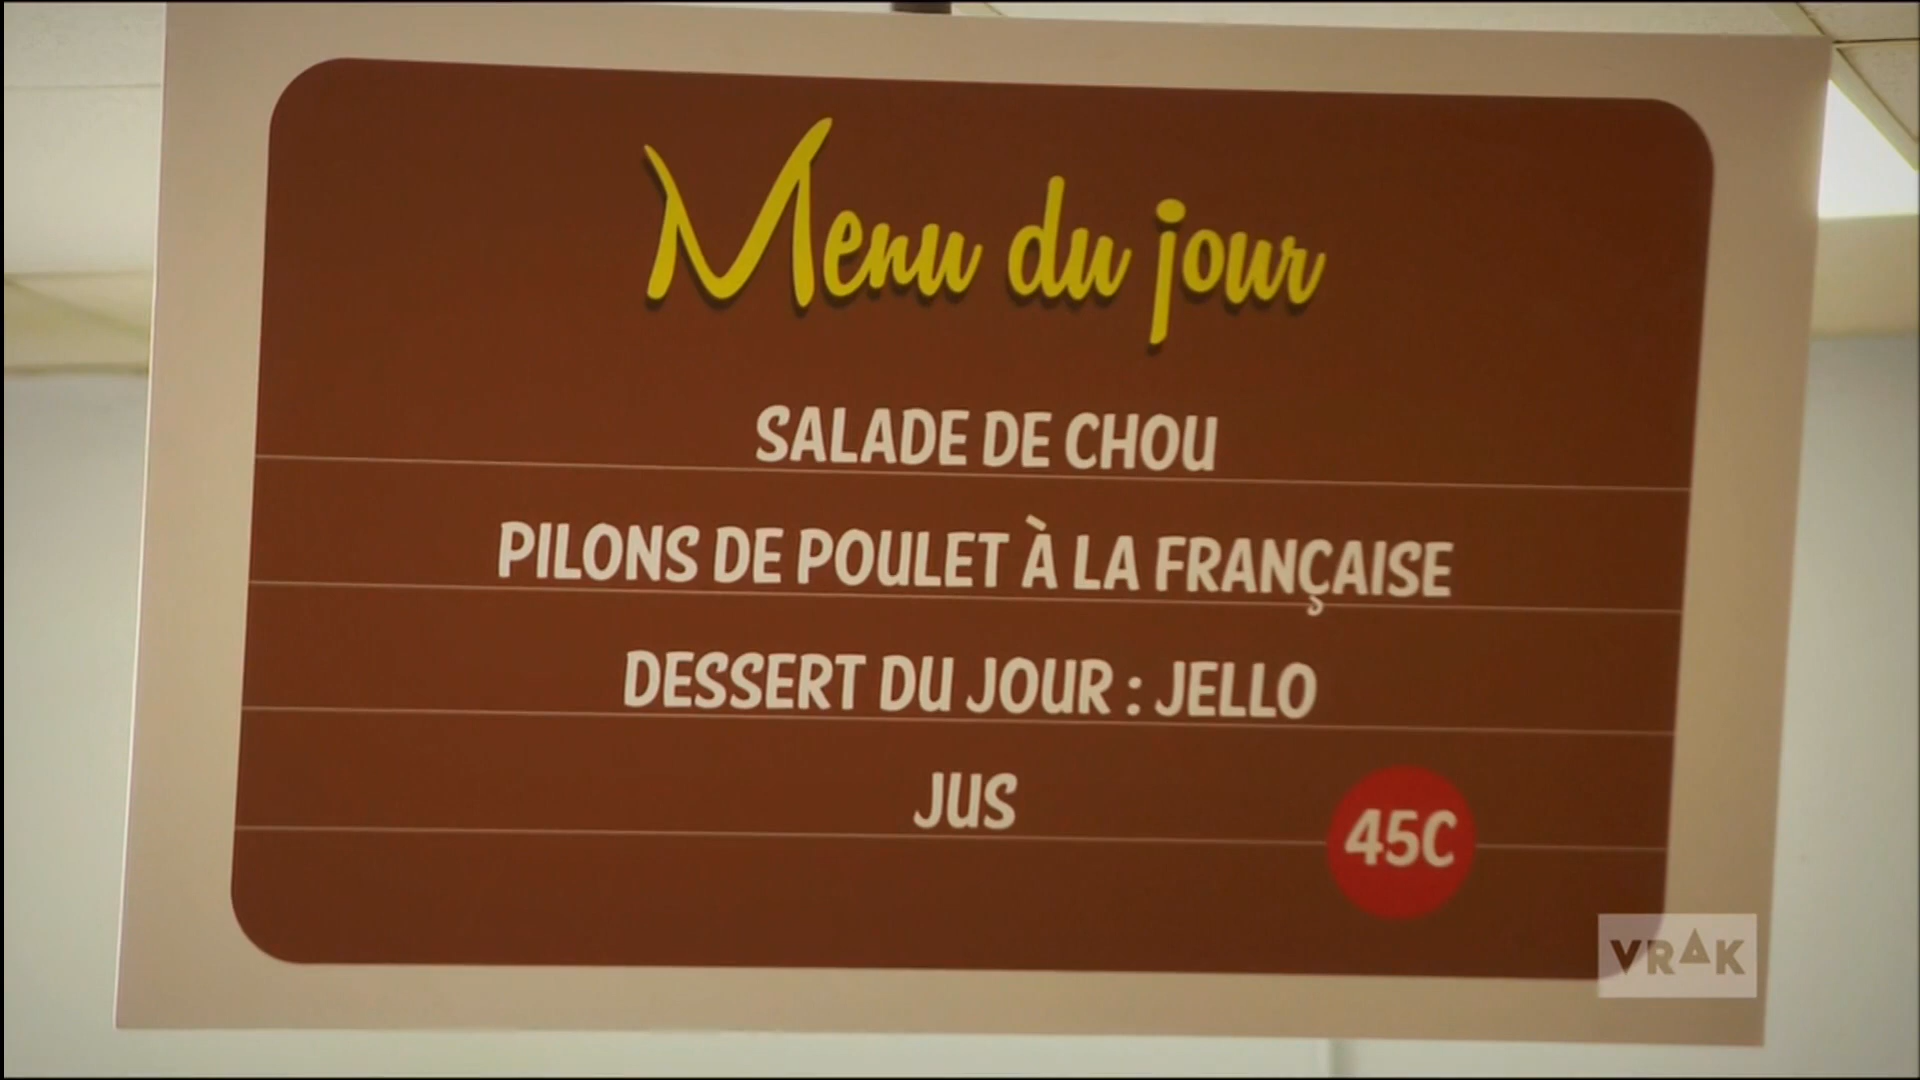 Menu du jour
SALADE DE CHOU
PILONS DE POULET À LA FRANÇAISE
DESSERT DU JOUR : JELLO
JUS
45C
VRAK